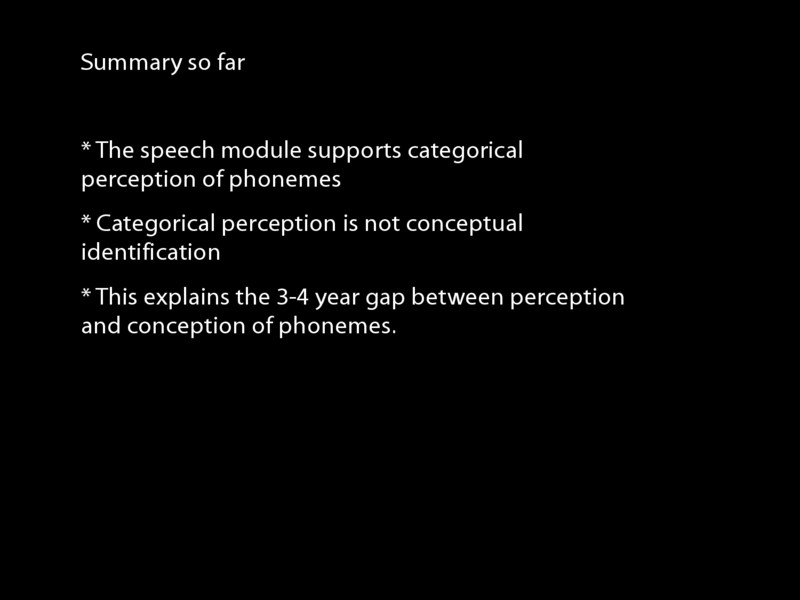 Summary so far
* The speech module supports categorical
perception of phonemes
* Categorical perception is not conceptual
identification
* This explains the 3-4 year gap between perception
and conception of phonemes.